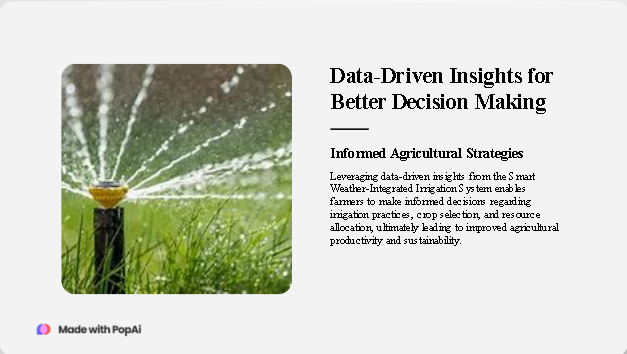 Data-Driven Insights for
Better Decision Making
Informed Agricultural Strategies
Leveraging data-driven insights from the Smart
Weather-Integrated Irrigation System enables
farmers to make informed decisions regarding
irrigation practices, crop selection, and resource
allocation, ultimately leading to improved agricultural
productivity and sustainability.
Made with PopAi